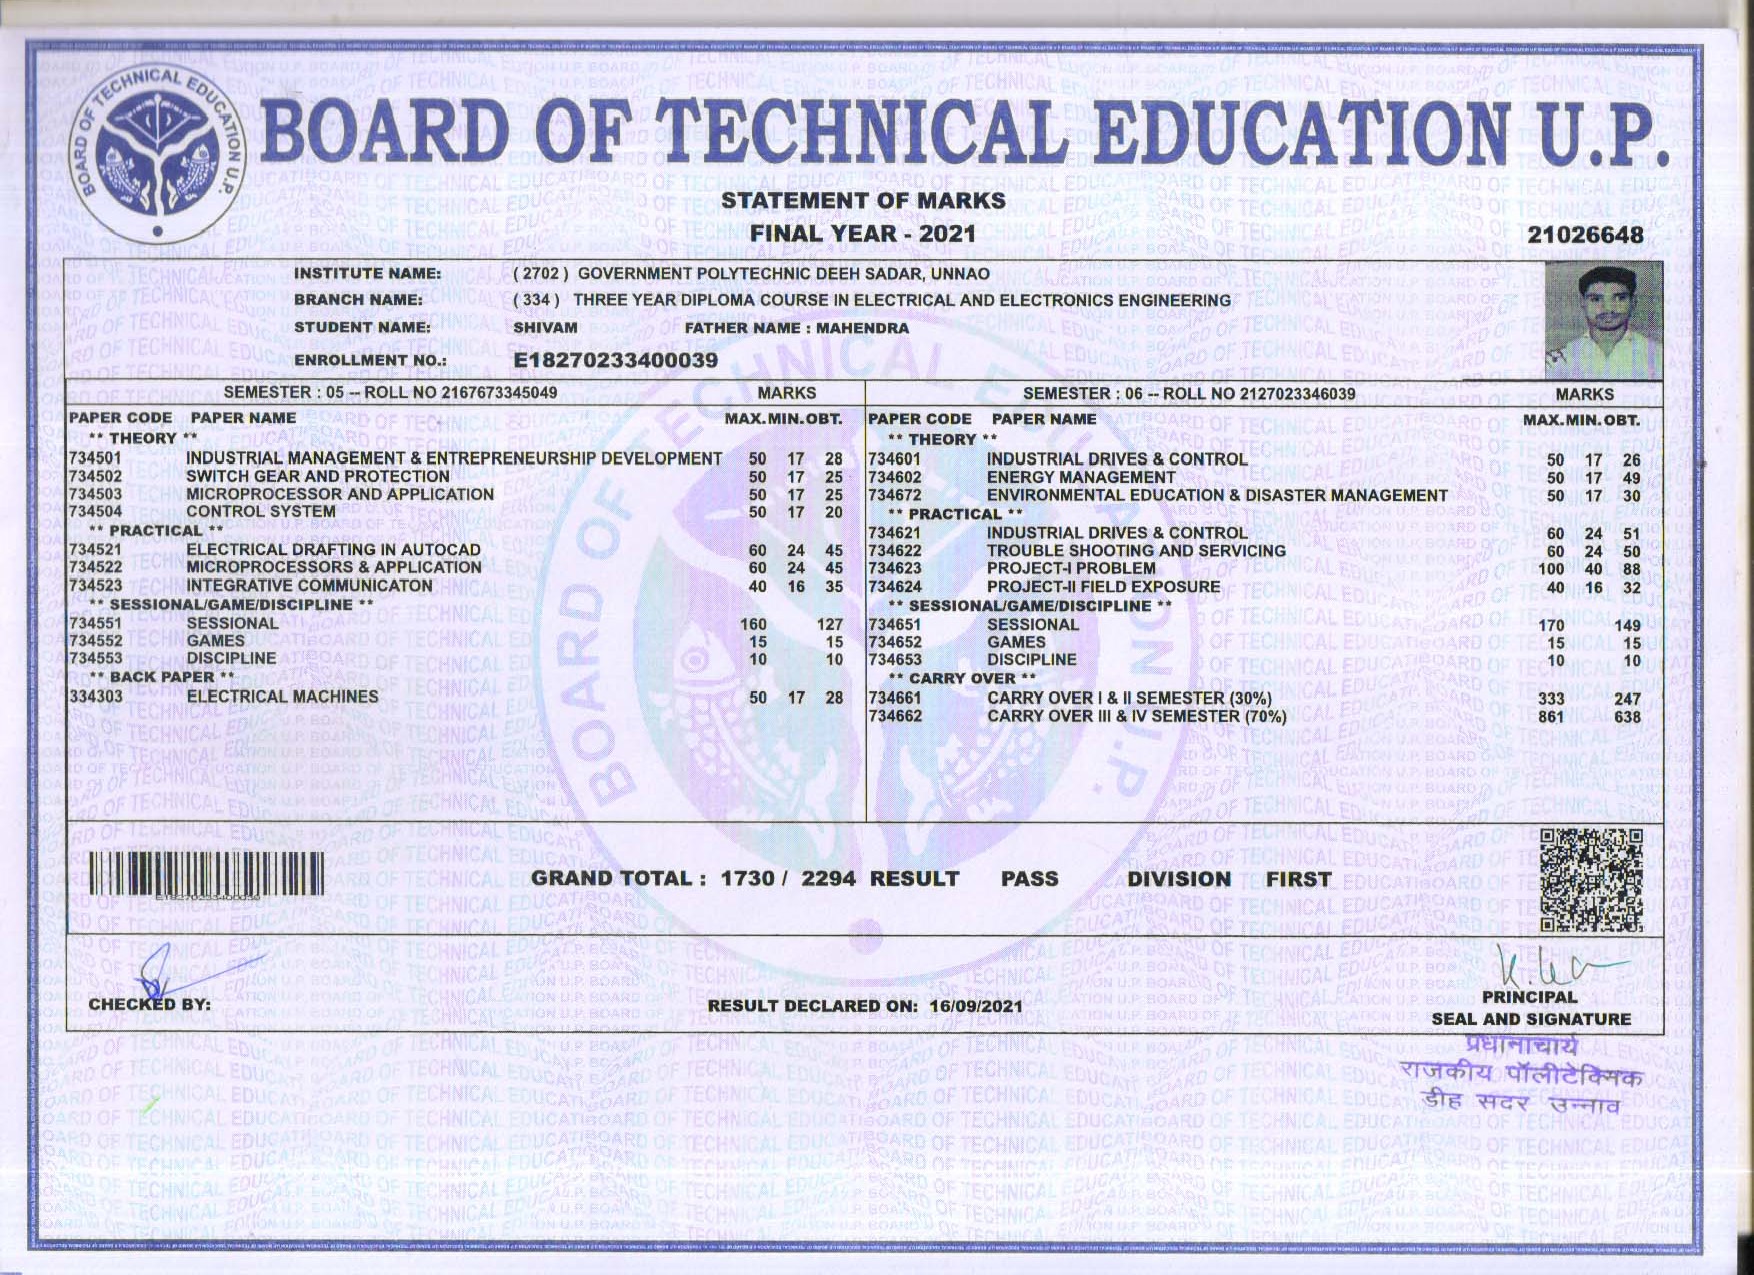 BOARD OF TECHNICAL EDUCATION U.P.
BOARD OF TECHNICAL EDUCATION U.P.
STATEMENT OF MARKS
FINAL YEAR - 2021
21026648
INSTITUTE NAME: ( 2702 ) GOVERNMENT POLYTECHNIC DEEH SADAR, UNNAO
BRANCH NAME: ( 334 ) THREE YEAR DIPLOMA COURSE IN ELECTRICAL AND ELECTRONICS ENGINEERING
STUDENT NAME: SHIVAM FATHER NAME : MAHENDRA
ENROLLMENT NO.: E18270233400039
SEMESTER : 05 -- ROLL NO 2167673345049 MARKS
PAPER CODE PAPER NAME MAX. MIN. OBT.
** THEORY **
734501 INDUSTRIAL MANAGEMENT & ENTREPRENEURSHIP DEVELOPMENT 50 17 28
734502 SWITCH GEAR AND PROTECTION 50 17 25
734503 MICROPROCESSOR AND APPLICATION 50 17 25
734504 CONTROL SYSTEM 50 17 20
** PRACTICAL **
734521 ELECTRICAL DRAFTING IN AUTOCAD 60 24 45
734522 MICROPROCESSORS & APPLICATION 60 24 45
734523 INTEGRATIVE COMMUNICATON 40 16 35
** SESSIONAL/GAME/DISCIPLINE **
734551 SESSIONAL 160 127
734552 GAMES 15 15
734553 DISCIPLINE 10 10
** BACK PAPER **
334303 ELECTRICAL MACHINES 50 17 28
SEMESTER : 06 -- ROLL NO 2127023346039 MARKS
PAPER CODE PAPER NAME MAX. MIN. OBT.
** THEORY **
734601 INDUSTRIAL DRIVES & CONTROL 50 17 26
734602 ENERGY MANAGEMENT 50 17 49
734672 ENVIRONMENTAL EDUCATION & DISASTER MANAGEMENT 50 17 30
** PRACTICAL **
734621 INDUSTRIAL DRIVES & CONTROL 60 24 51
734622 TROUBLE SHOOTING AND SERVICING 60 24 50
734623 PROJECT-I PROBLEM 100 40 88
734624 PROJECT-II FIELD EXPOSURE 40 16 32
** SESSIONAL/GAME/DISCIPLINE **
734651 SESSIONAL 170 149
734652 GAMES 15 15
734653 DISCIPLINE 10 10
** CARRY OVER **
734661 CARRY OVER I & II SEMESTER (30%) 333 247
734662 CARRY OVER III & IV SEMESTER (70%) 861 638
E18270233400039
GRAND TOTAL : 1730 / 2294 RESULT PASS DIVISION FIRST
CHECKED BY:
RESULT DECLARED ON: 16/09/2021
PRINCIPAL
SEAL AND SIGNATURE
प्रधानाचार्य
राजकीय पॉलीटेक्निक
डीह सदर उन्नाव